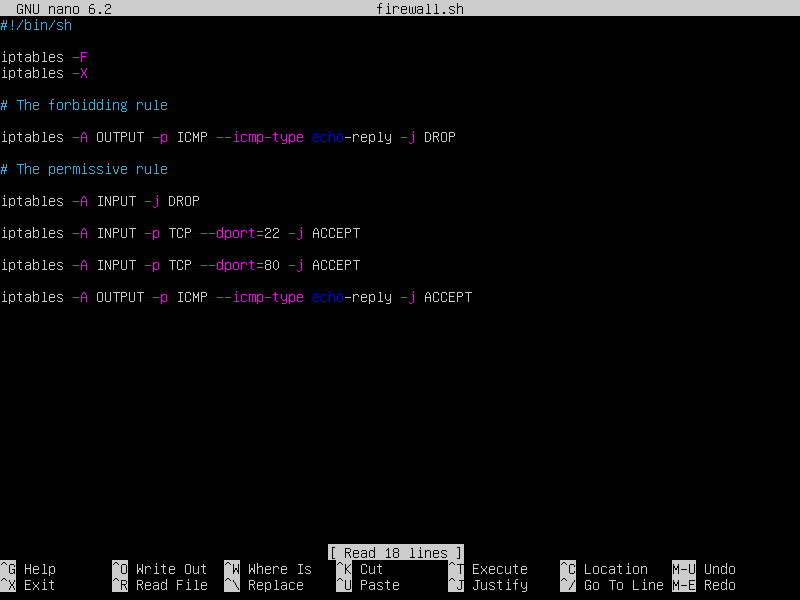 GNU nano 6.2 firewall.sh
#!/bin/sh
iptables -F
iptables -X
# The forbidding rule
iptables -A OUTPUT -p ICMP --icmp-type echo-reply -j DROP
# The permissive rule
iptables -A INPUT -j DROP
iptables -A INPUT -p TCP --dport=22 -j ACCEPT
iptables -A INPUT -p TCP --dport=80 -j ACCEPT
iptables -A OUTPUT -p ICMP --icmp-type echo-reply -j ACCEPT
[ Read 18 lines ]
^G Help ^O Write Out ^W Where Is ^K Cut ^T Execute ^C Location M-U Undo
^X Exit ^R Read File ^\ Replace ^U Paste ^J Justify ^/ Go To Line M-E Redo